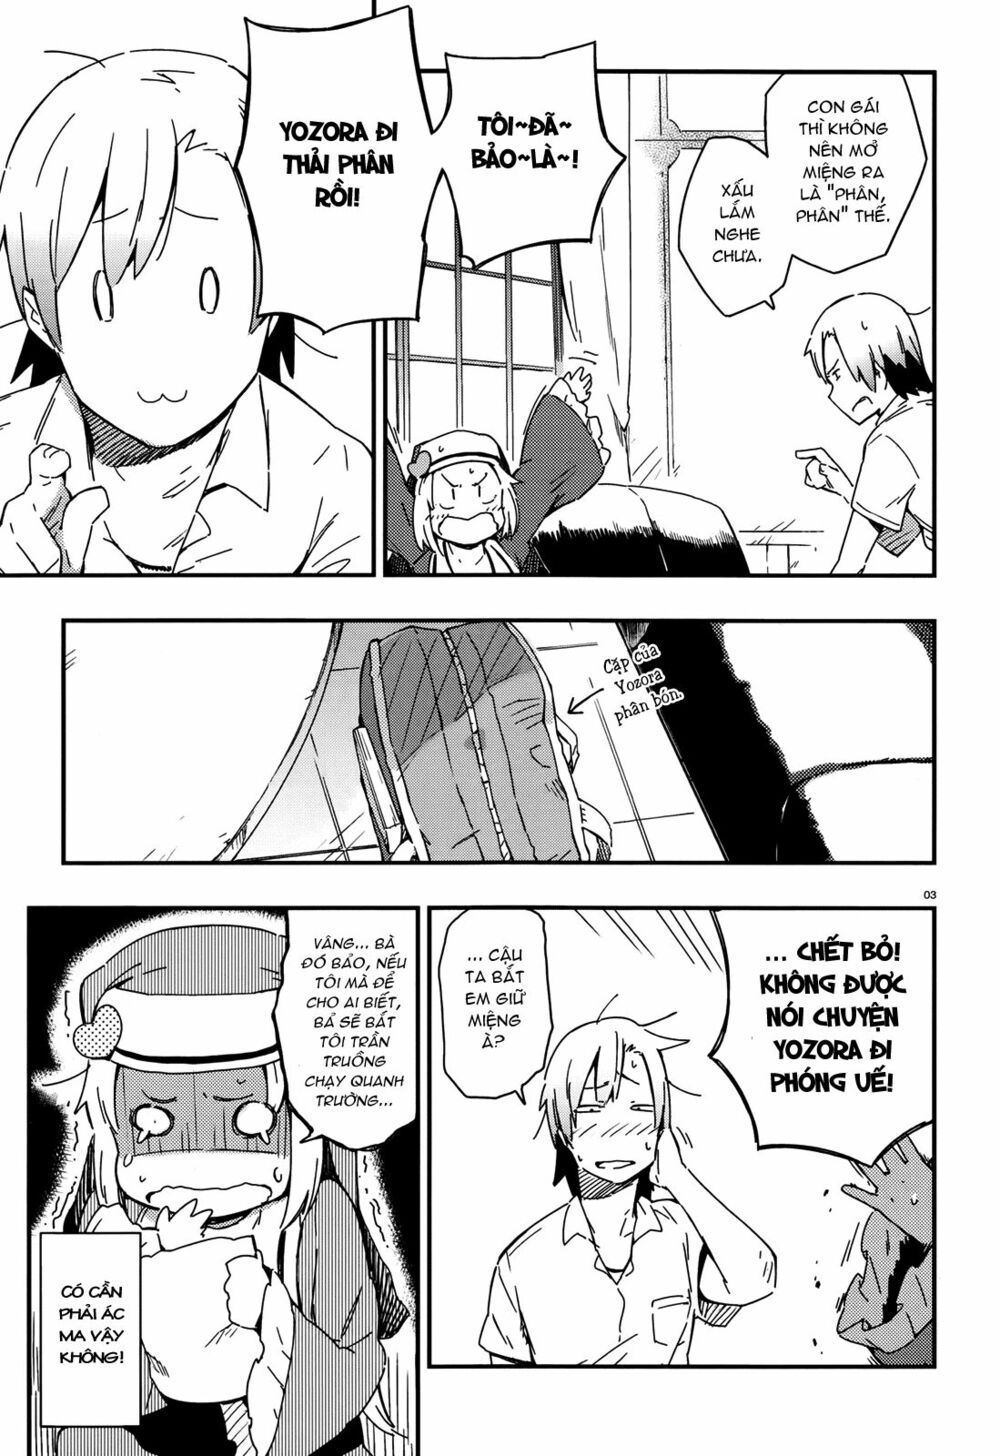 CON GÁI
THÌ KHÔNG
NÊN MƠ
MIỆNG RA
LÀ "PHÂN,
PHÂN" THẾ.
XẤU
LẮM
NGHE
CHƯA.
TÔI~ĐÃ~
BẢO~LÀ~!
YOZORA ĐI
THẢI PHÂN
RỒI!
Cặp của
Yozora
phân bón.
03
... CHẾT BỎ!
KHÔNG ĐƯỢC
NÓI CHUYỆN
YOZORA ĐI
PHÓNG UẾ!
... CẬU
TA BẮT
EM GIỮ
MIỆNG
À?
VÂNG... BÀ
ĐÓ BẢO, NẾU
TÔI MÀ ĐỂ
CHO AI BIẾT,
BẢ SẼ BẮT
TÔI TRẦN
TRUỒNG
CHẠY QUANH
TRƯỜNG...
CÓ CẦN
PHẢI ÁC
MA VẬY
KHÔNG!